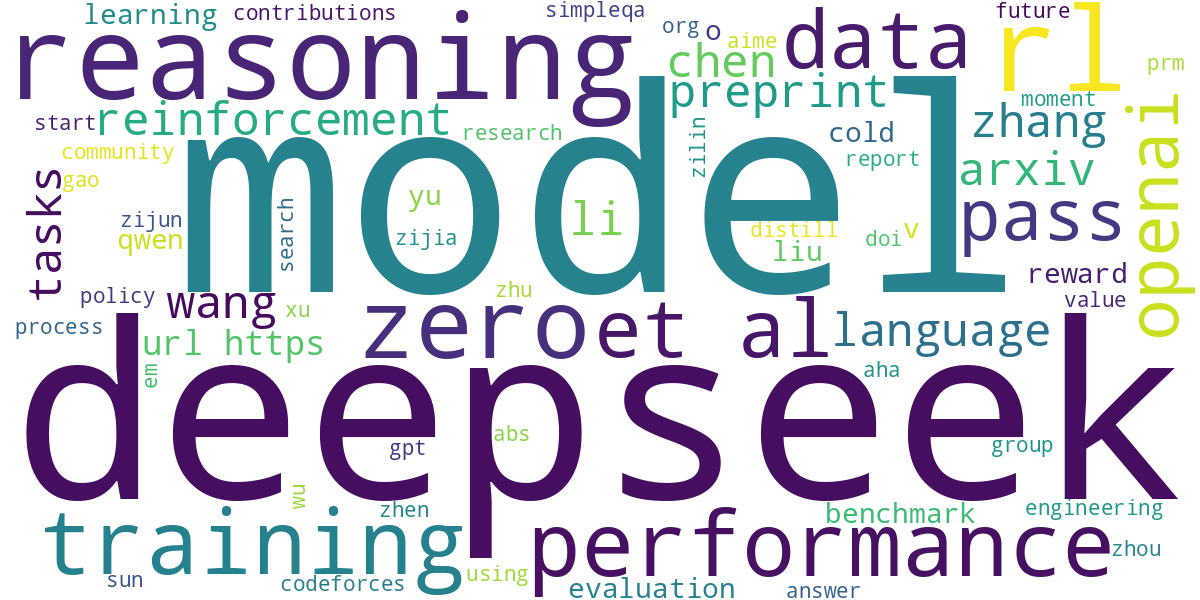 learning
contributions
simpleqa
org
o
aime
future
reasoning
data
rl
chen
prm
preprint
moment
openai
start
reinforcement
research
zilin
cold
zhang
community
report
arxiv
gao
tasks
model
yu
li
pass
zijun
search
qwen
zijia
distill
liu
doi
v
policy
wang
xu
zhu
reward
value
process
url https
zero
et al
language
em
aha
deepseek
gpt
abs
group
wu
zhen
training
performance
benchmark
engineering
zhou
sun
codeforces
using
evaluation
answer